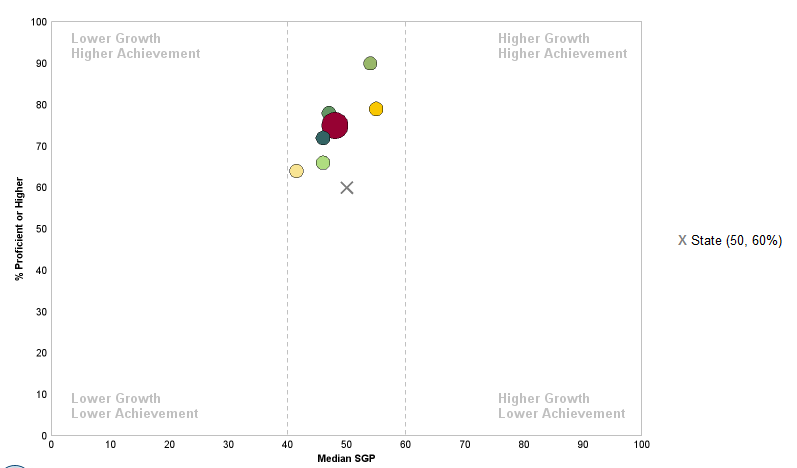 100
Lower Growth
Higher Achievement
Higher Growth
Higher Achievement
90
80
70
60
50
40
30
20
10
0
% Proficient or Higher
X State (50, 60%)
Lower Growth
Lower Achievement
Higher Growth
Lower Achievement
0 10 20 30 40 50 60 70 80 90 100
Median SGP